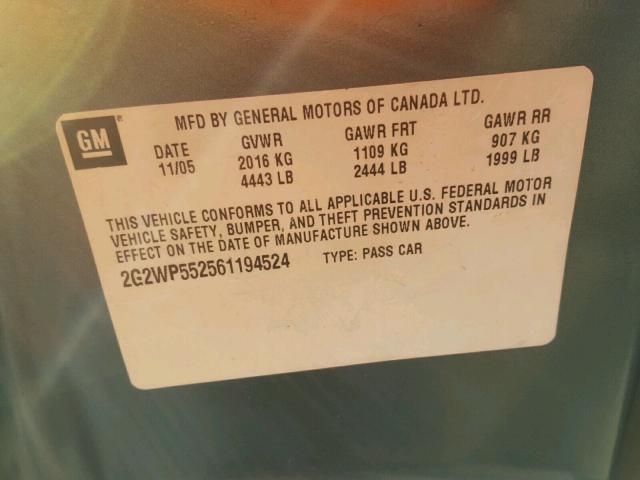 GM
MFD BY GENERAL MOTORS OF CANADA LTD.
DATE GVWR GAWR FRT GAWR RR
11/05 2016 KG 1109 KG 907 KG
4443 LB 2444 LB 1999 LB
THIS VEHICLE CONFORMS TO ALL APPLICABLE U.S. FEDERAL MOTOR
VEHICLE SAFETY, BUMPER, AND THEFT PREVENTION STANDARDS IN
EFFECT ON THE DATE OF MANUFACTURE SHOWN ABOVE.
2G2WP552561194524 TYPE: PASS CAR